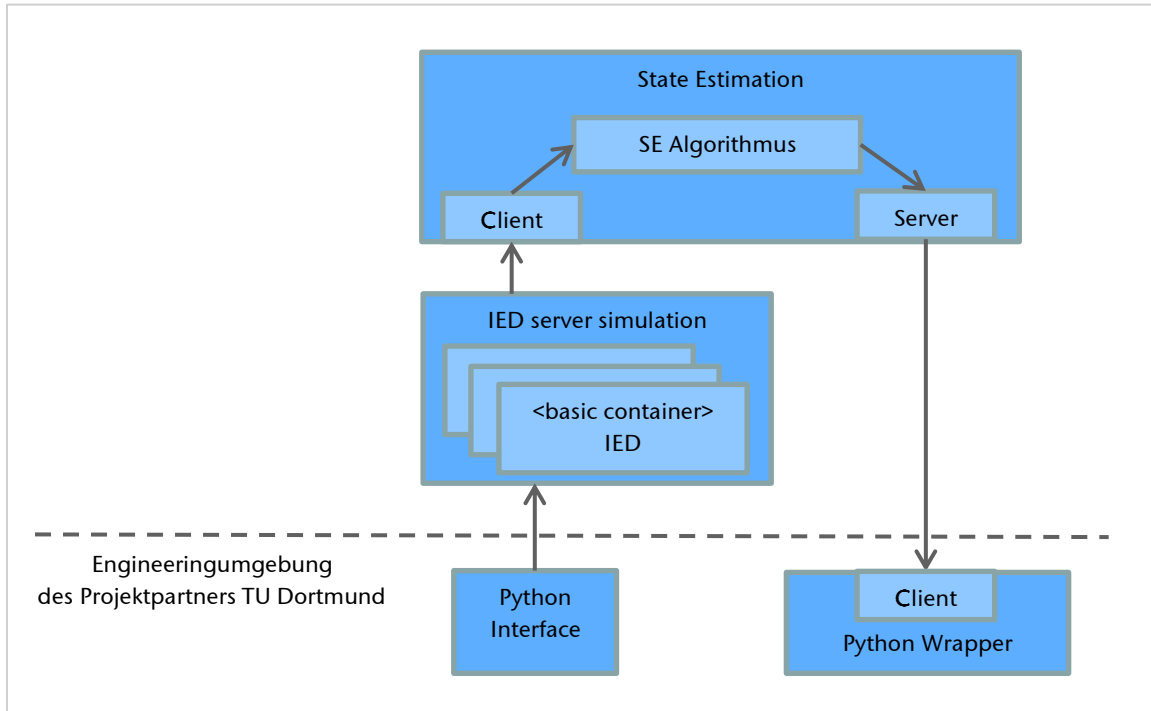 State Estimation
SE Algorithmus
Client
Server
IED server simulation
<basic container>
IED
Engineeringumgebung
des Projektpartners TU Dortmund
Python
Interface
Client
Python Wrapper